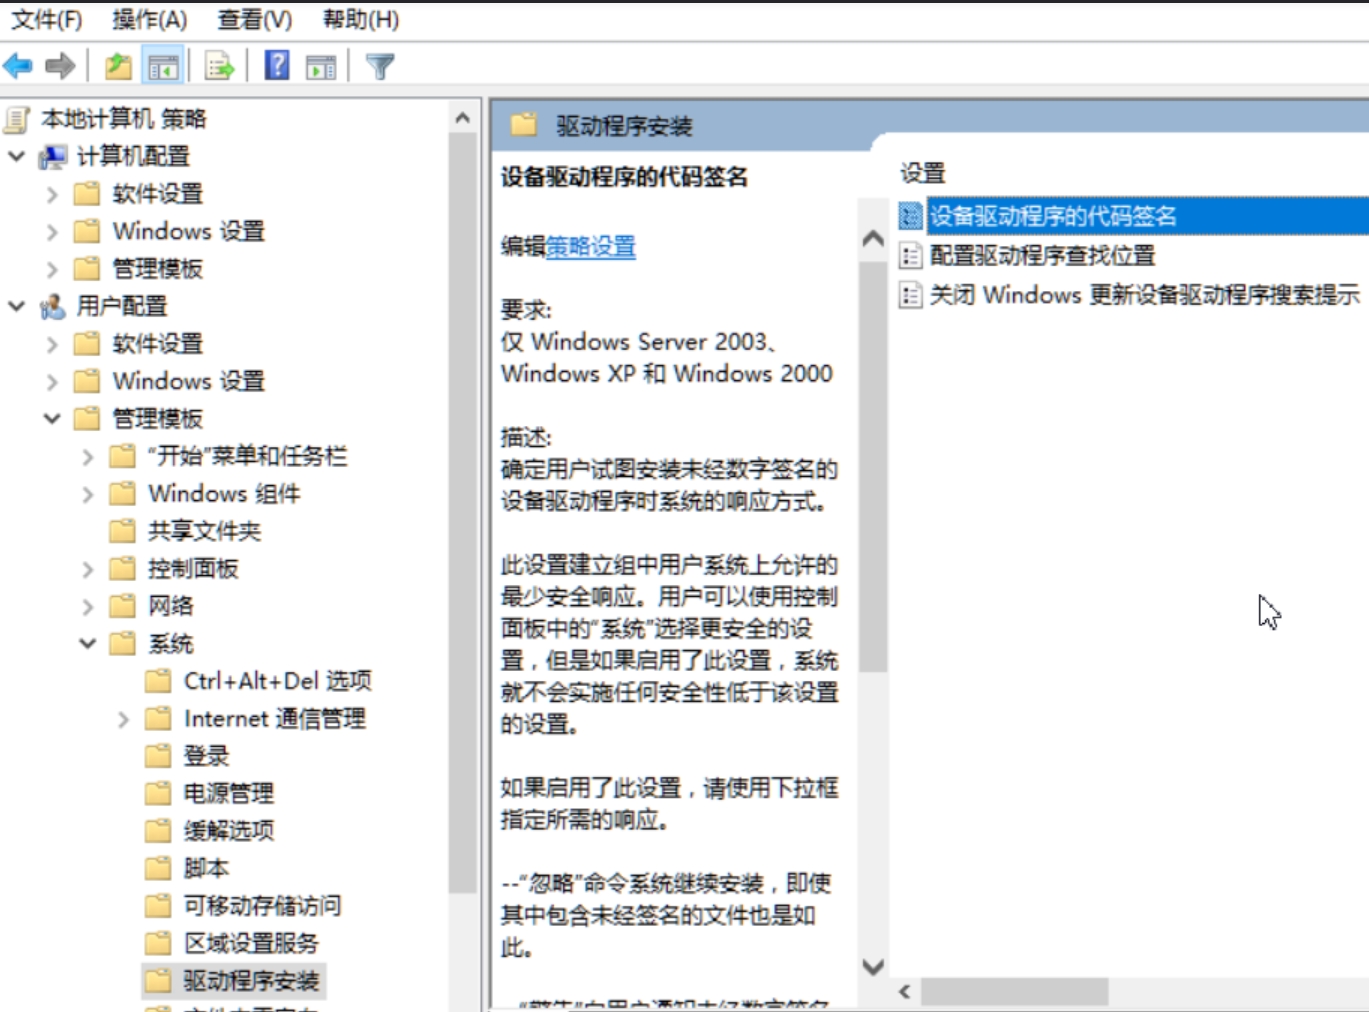 文件(F) 操作(A) 查看(V) 帮助(H)
本地计算机 策略
计算机配置
软件设置
Windows 设置
管理模板
用户配置
软件设置
Windows 设置
管理模板
“开始”菜单和任务栏
Windows 组件
共享文件夹
控制面板
网络
系统
Ctrl+Alt+Del 选项
Internet 通信管理
登录
电源管理
缓解选项
脚本
可移动存储访问
区域设置服务
驱动程序安装
驱动程序安装
设备驱动程序的代码签名
编辑策略设置
要求:
仅 Windows Server 2003、
Windows XP 和 Windows 2000
描述:
确定用户试图安装未经数字签名的
设备驱动程序时系统的响应方式。
此设置建立组中用户系统上允许的
最少安全响应。用户可以使用控制
面板中的“系统”选择更安全的设
置，但是如果启用了此设置，系统
就不会实施任何安全性低于该设置
的设置。
如果启用了此设置，请使用下拉框
指定所需的响应。
--“忽略”命令系统继续安装，即使
其中包含未经签名的文件也是如
此。
--“警告”向用户通知未经数字签名
设置
设备驱动程序的代码签名
配置驱动程序查找位置
关闭 Windows 更新设备驱动程序搜索提示